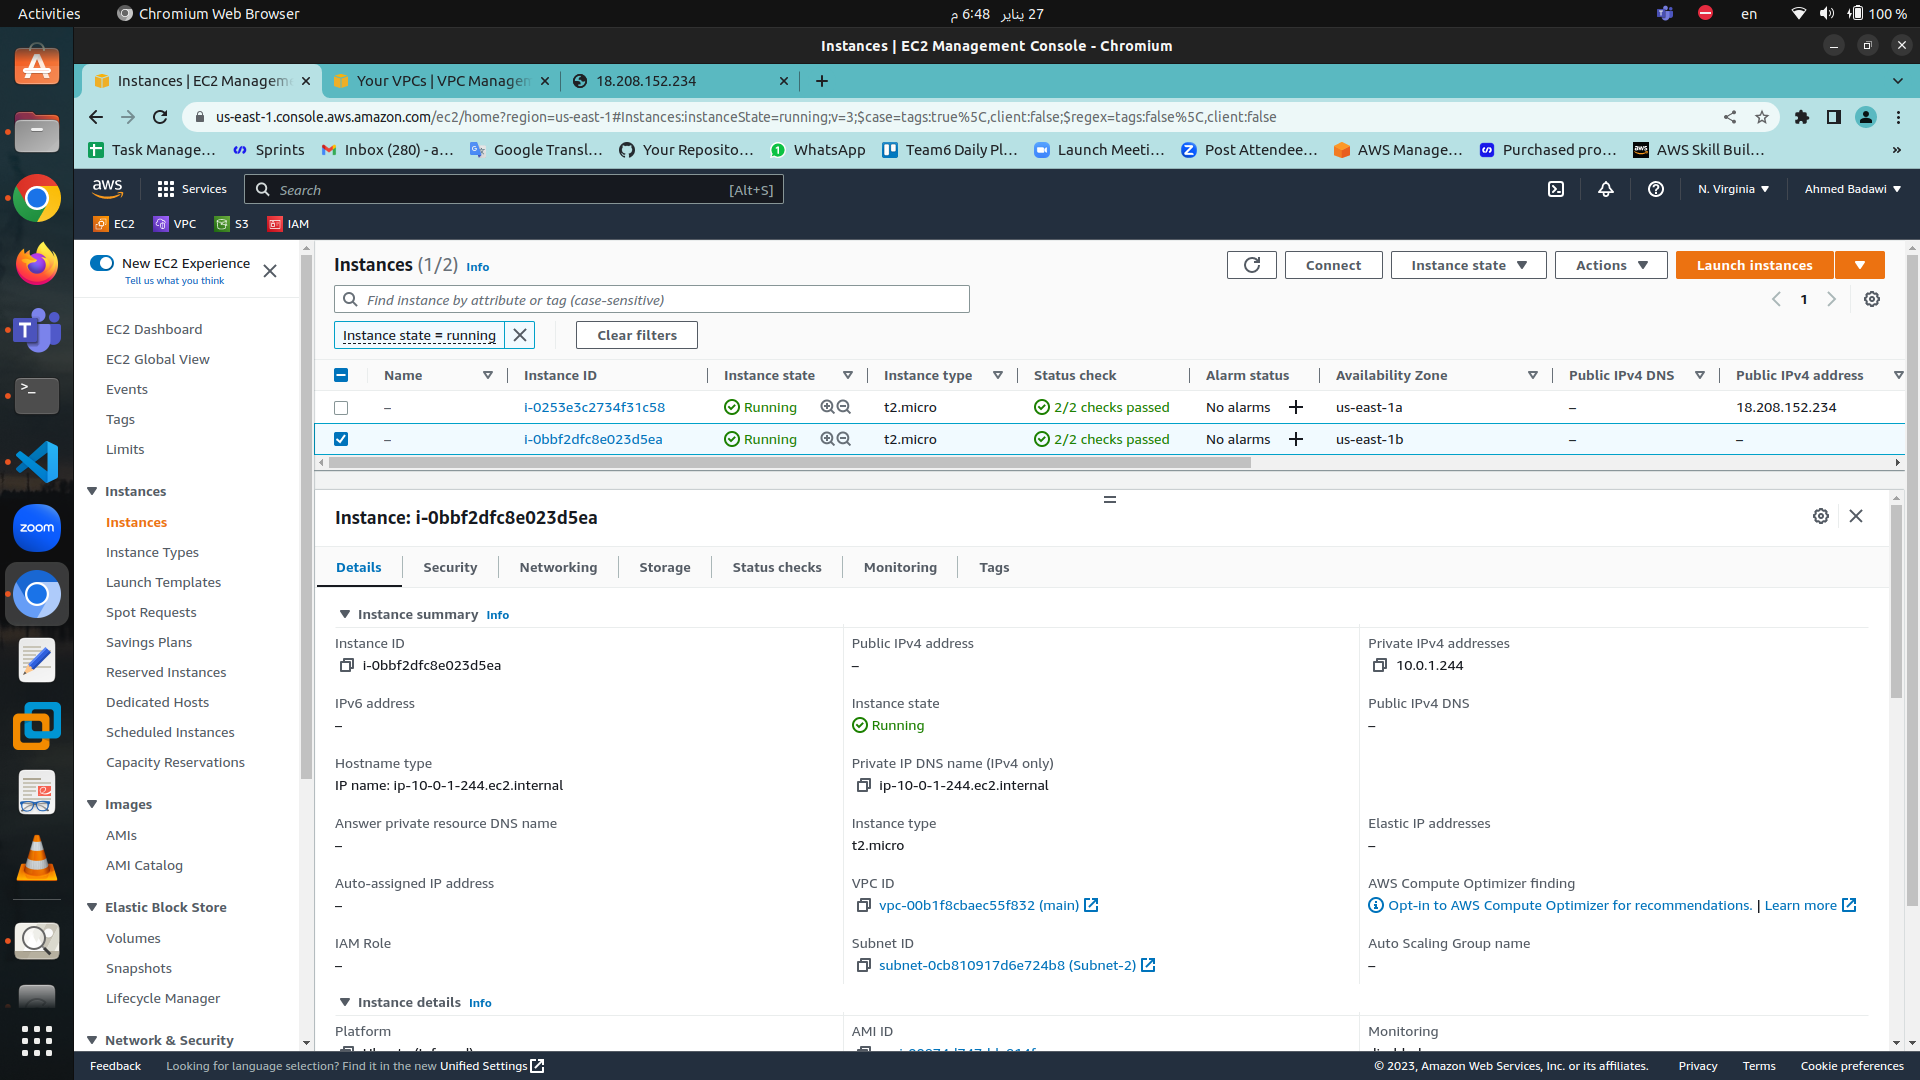 Activities
Chromium Web Browser
27 يناير 6:48 م
en
100 %
Instances | EC2 Management Console - Chromium
Instances | EC2 Manageme
Your VPCs | VPC Managem
18.208.152.234
us-east-1.console.aws.amazon.com/ec2/home?region=us-east-1#Instances:instanceState=running;v=3;$case=tags:true%5C,client:false;$regex=tags:false%5C,client:false
Task Manage...
Sprints
Inbox (280) - a...
Google Transl...
Your Reposito...
WhatsApp
Team6 Daily Pl...
Launch Meeti...
Post Attendee...
AWS Manage...
Purchased pro...
AWS Skill Buil...
»
aws
Services
Search
[Alt+S]
N. Virginia
Ahmed Badawi
EC2
VPC
S3
IAM
New EC2 Experience
Tell us what you think
EC2 Dashboard
EC2 Global View
Events
Tags
Limits
Instances
Instances
Instance Types
Launch Templates
Spot Requests
Savings Plans
Reserved Instances
Dedicated Hosts
Scheduled Instances
Capacity Reservations
Images
AMIs
AMI Catalog
Elastic Block Store
Volumes
Snapshots
Lifecycle Manager
Network & Security
Instances (1/2) Info
Connect
Instance state
Actions
Launch instances
Find instance by attribute or tag (case-sensitive)
1
Instance state = running
Clear filters
Name Instance ID Instance state Instance type Status check Alarm status Availability Zone Public IPv4 DNS Public IPv4 address
– i-0253e3c2734f31c58 Running t2.micro 2/2 checks passed No alarms + us-east-1a – 18.208.152.234
– i-0bbf2dfc8e023d5ea Running t2.micro 2/2 checks passed No alarms + us-east-1b – –
Instance: i-0bbf2dfc8e023d5ea
Details
Security
Networking
Storage
Status checks
Monitoring
Tags
Instance summary Info
Instance ID
i-0bbf2dfc8e023d5ea
Public IPv4 address
–
Private IPv4 addresses
10.0.1.244
IPv6 address
–
Instance state
Running
Public IPv4 DNS
–
Hostname type
IP name: ip-10-0-1-244.ec2.internal
Private IP DNS name (IPv4 only)
ip-10-0-1-244.ec2.internal
Answer private resource DNS name
–
Instance type
t2.micro
Elastic IP addresses
–
Auto-assigned IP address
–
VPC ID
vpc-00b1f8cbaec55f832 (main)
AWS Compute Optimizer finding
Opt-in to AWS Compute Optimizer for recommendations. | Learn more
IAM Role
–
Subnet ID
subnet-0cb810917d6e724b8 (Subnet-2)
Auto Scaling Group name
–
Instance details Info
Platform
AMI ID
Monitoring
zoom
Feedback
Looking for language selection? Find it in the new Unified Settings
© 2023, Amazon Web Services, Inc. or its affiliates.
Privacy
Terms
Cookie preferences